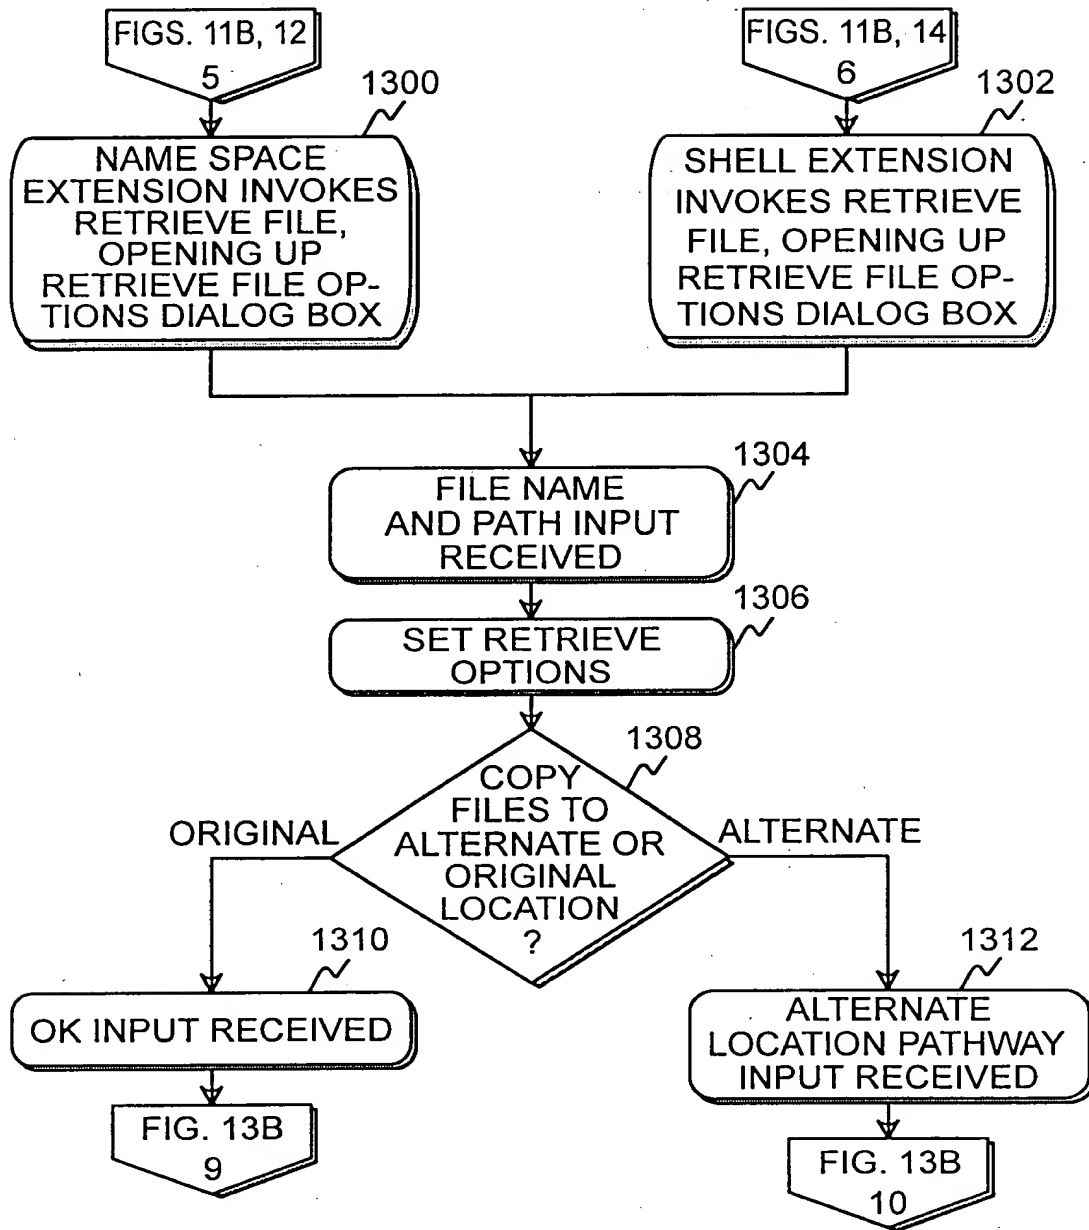 FIGS. 11B, 12
5
FIGS. 11B, 14
6
1300
1302
NAME SPACE
EXTENSION INVOKES
RETRIEVE FILE,
OPENING UP
RETRIEVE FILE OP-
TIONS DIALOG BOX
SHELL EXTENSION
INVOKES RETRIEVE
FILE, OPENING UP
RETRIEVE FILE OP-
TIONS DIALOG BOX
1304
FILE NAME
AND PATH INPUT
RECEIVED
1306
SET RETRIEVE
OPTIONS
1308
COPY
FILES TO
ALTERNATE OR
ORIGINAL
LOCATION
?
ORIGINAL
ALTERNATE
1310
OK INPUT RECEIVED
1312
ALTERNATE
LOCATION PATHWAY
INPUT RECEIVED
FIG. 13B
9
FIG. 13B
10